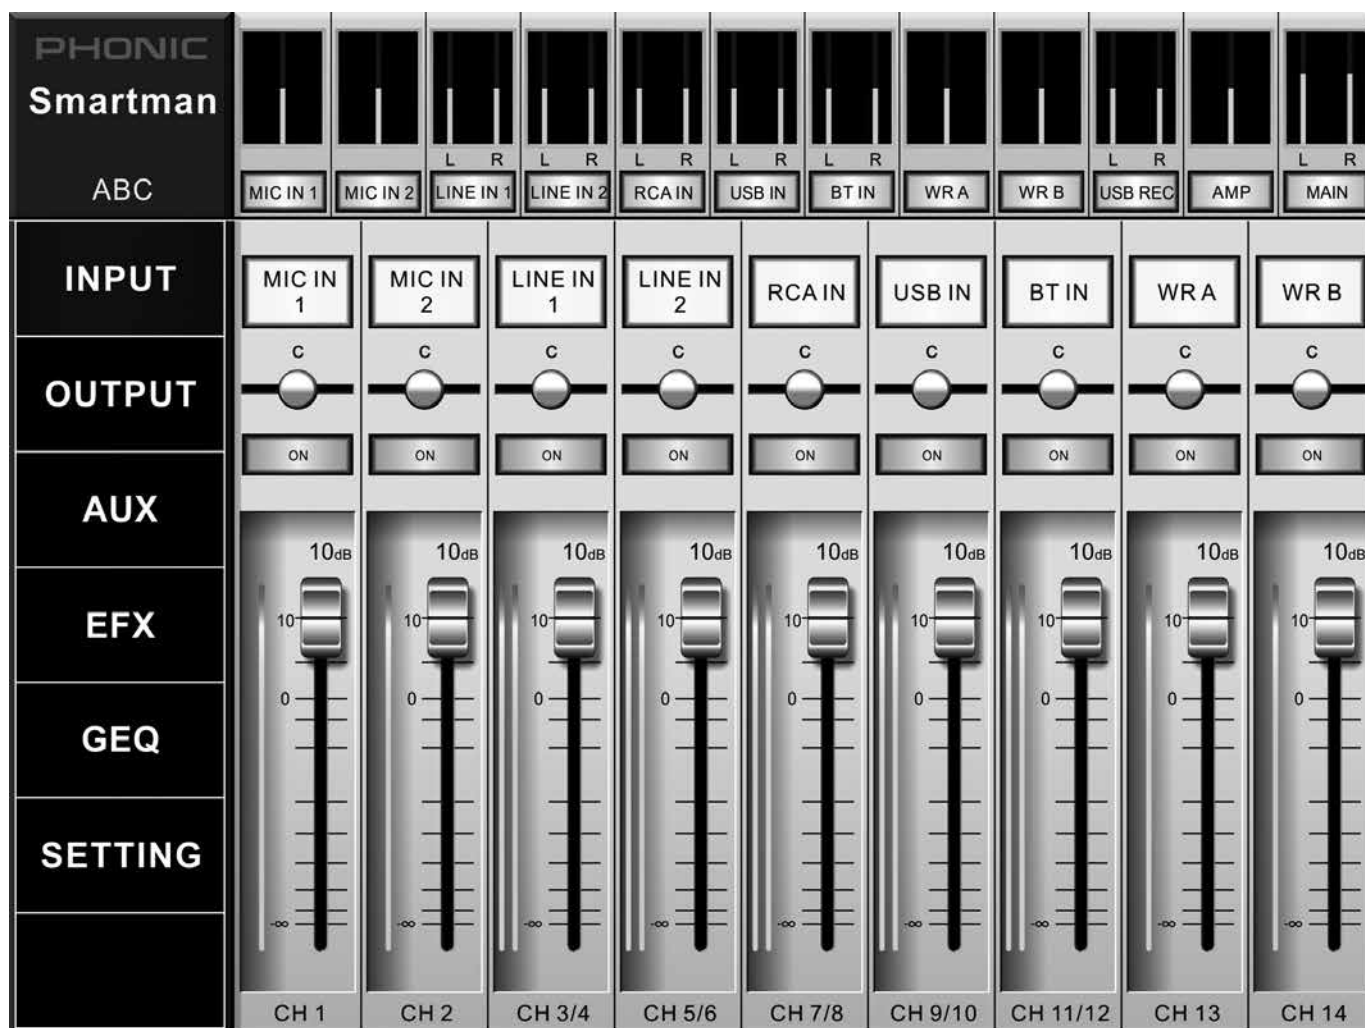 PHONIC
Smartman
ABC
L R L R L R L R L R L R L R
MIC IN 1 MIC IN 2 LINE IN 1 LINE IN 2 RCA IN USB IN BT IN WR A WR B USB REC AMP MAIN
INPUT
OUTPUT
AUX
EFX
GEQ
SETTING
MIC IN 1
MIC IN 2
LINE IN 1
LINE IN 2
RCA IN
USB IN
BT IN
WR A
WR B
C C C C C C C C C
ON ON ON ON ON ON ON ON ON
10dB 10dB 10dB 10dB 10dB 10dB 10dB 10dB 10dB
10 10 10 10 10 10 10 10 10
0 0 0 0 0 0 0 0 0
-∞ -∞ -∞ -∞ -∞ -∞ -∞ -∞ -∞
CH 1 CH 2 CH 3/4 CH 5/6 CH 7/8 CH 9/10 CH 11/12 CH 13 CH 14